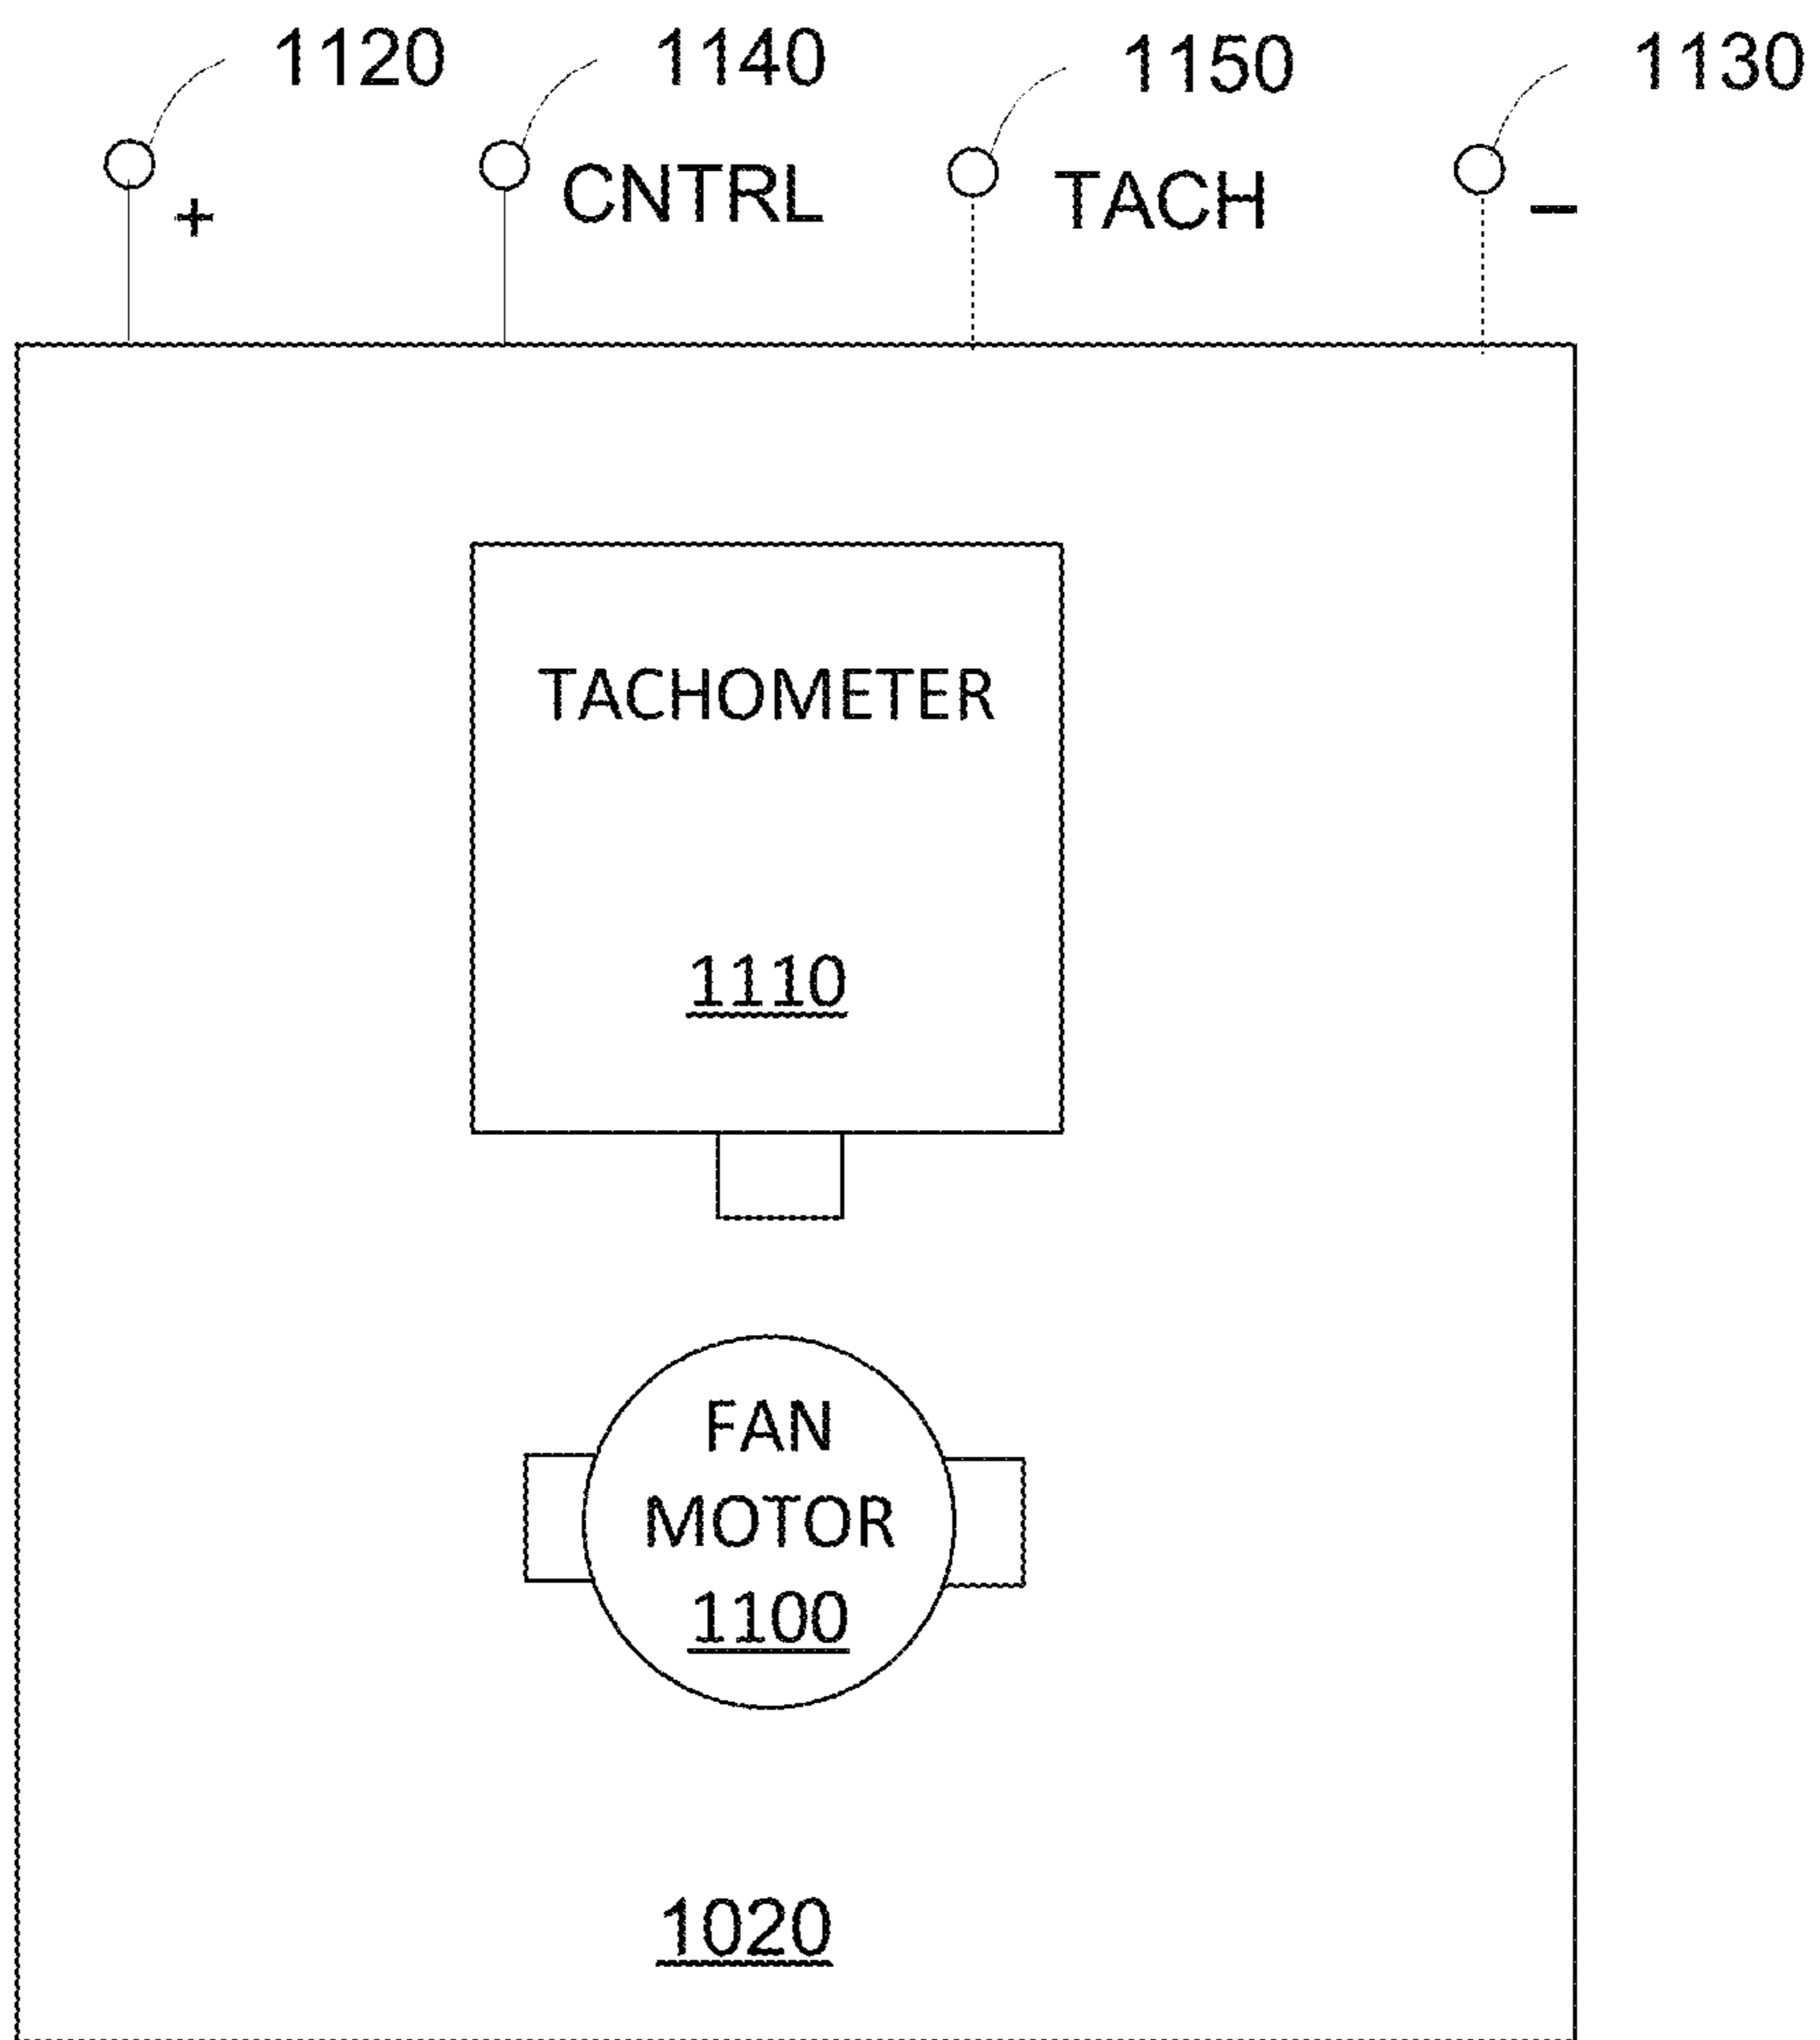 1120 1140 1150 1130
+ CNTRL TACH –
TACHOMETER
1110
FAN
MOTOR
1100
1020